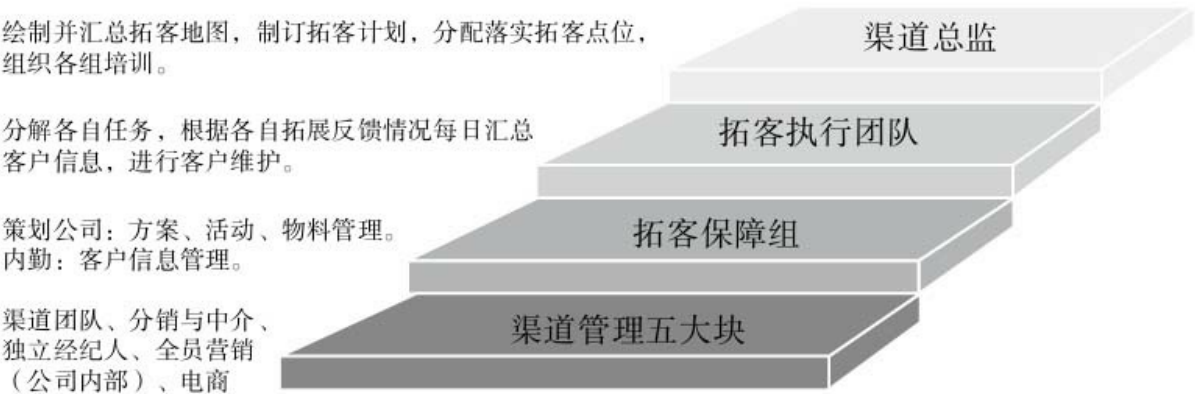 绘制并汇总拓客地图，制订拓客计划，分配落实拓客点位，
组织各组培训。
渠道总监
分解各自任务，根据各自拓展反馈情况每日汇总
客户信息，进行客户维护。
拓客执行团队
策划公司：方案、活动、物料管理。
内勤：客户信息管理。
拓客保障组
渠道团队、分销与中介、
独立经纪人、全员营销
（公司内部）、电商
渠道管理五大块